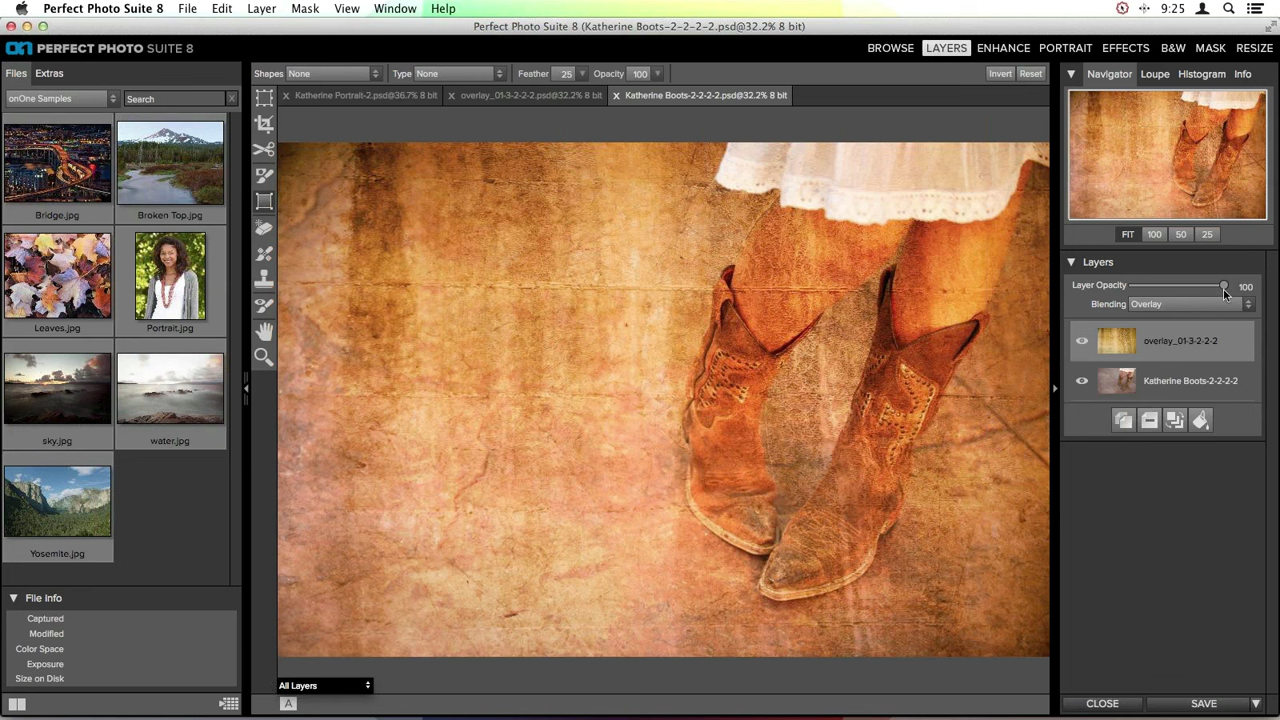 Perfect Photo Suite 8 File Edit Layer Mask View Window Help 9:25
Perfect Photo Suite 8 (Katherine Boots-2-2-2-2.psd@32.2% 8 bit)
on PERFECT PHOTO SUITE 8 BROWSE LAYERS ENHANCE PORTRAIT EFFECTS B&W MASK RESIZE
Files Extras
Shapes None Type None Feather 25 Opacity 100 Invert Reset
Navigator Loupe Histogram Info
onOne Samples Search
Katherine Portrait-2.psd@36.7% 8 bit overlay_01-3-2-2-2.psd@32.2% 8 bit Katherine Boots-2-2-2-2.psd@32.2% 8 bit
Bridge.jpg Broken Top.jpg
FIT 100 50 25
Layers
Layer Opacity 100
Blending Overlay
Leaves.jpg Portrait.jpg
overlay_01-3-2-2-2
Katherine Boots-2-2-2-2
sky.jpg water.jpg
Yosemite.jpg
File Info
Captured
Modified
Color Space
Exposure
Size on Disk
All Layers
A
CLOSE SAVE